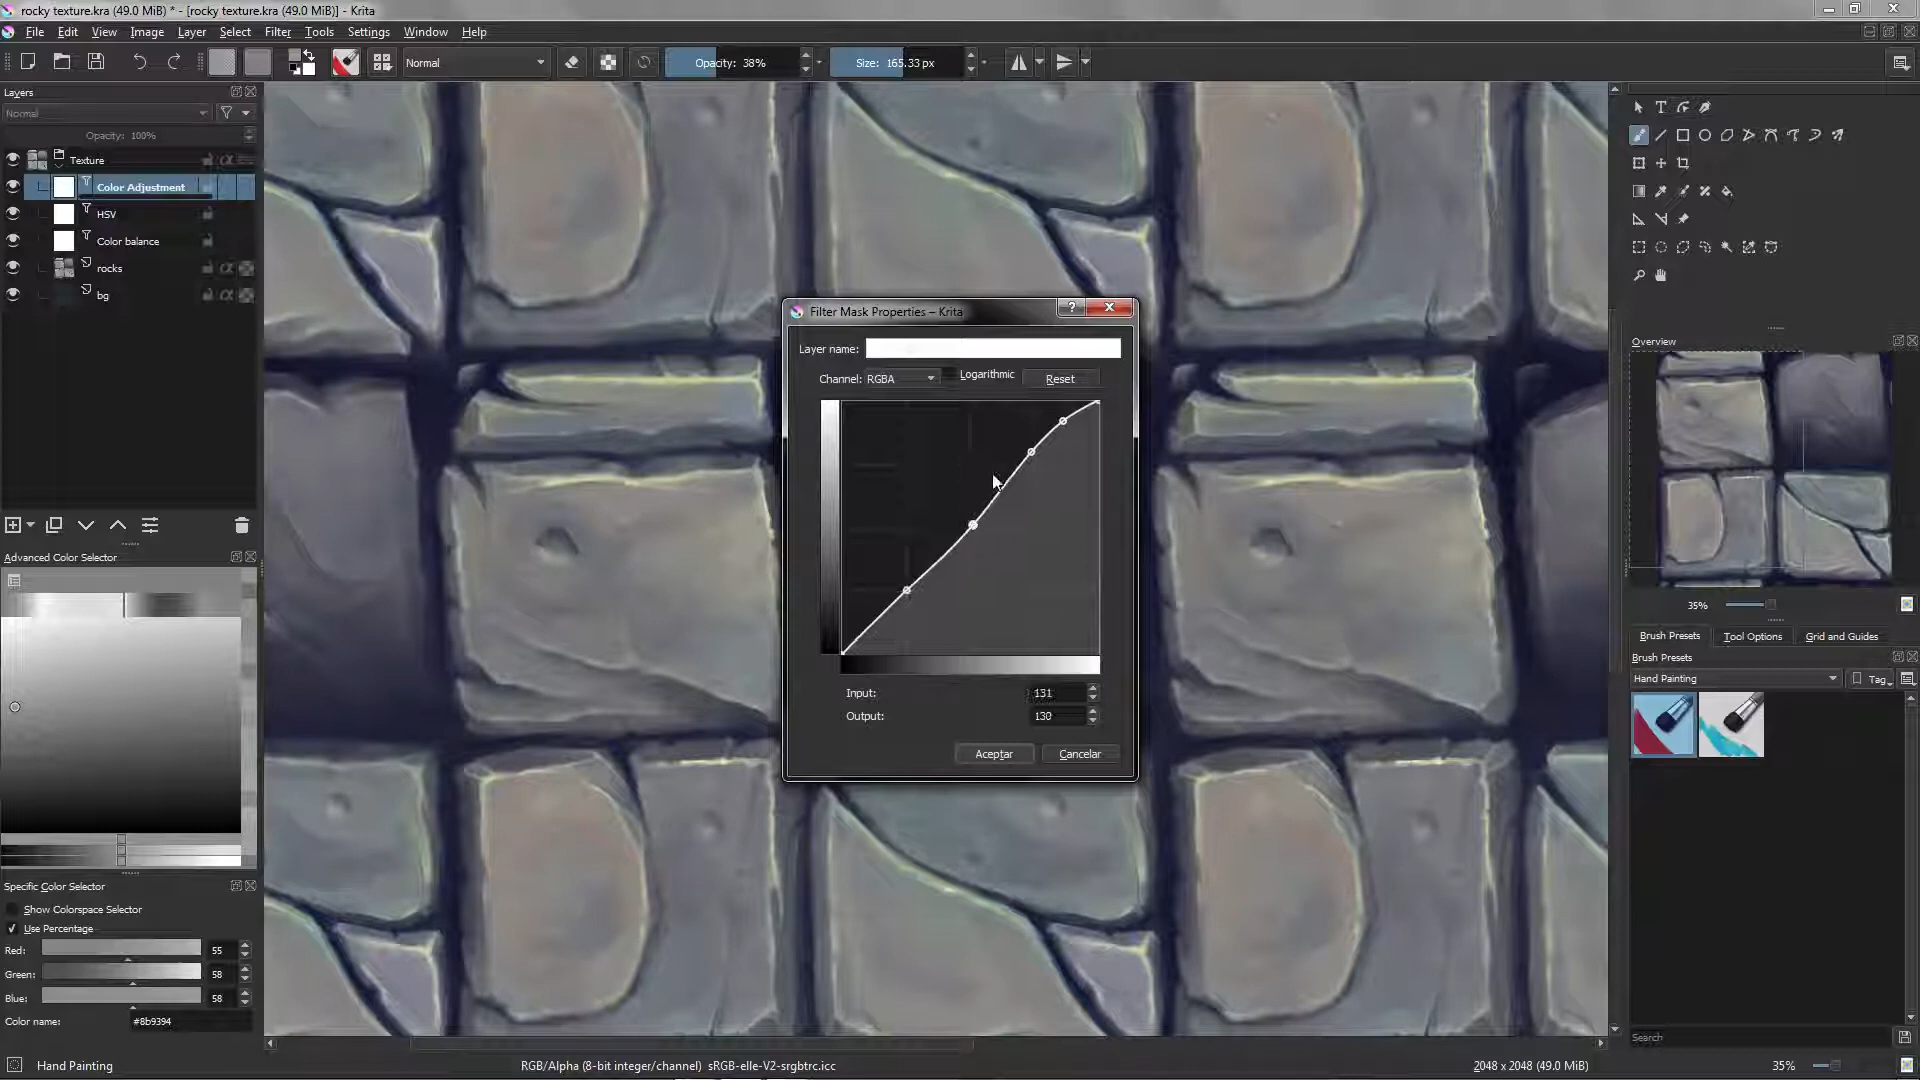 rocky texture.kra (49.0 MiB) * - [rocky texture.kra (49.0 MiB)] - Krita
File Edit View Image Layer Select Filter Tools Settings Window Help
Normal Opacity: 38% Size: 165.33 px
Layers
Normal
Opacity: 100%
Texture
Color Adjustment
HSV
Color balance
rocks
bg
Advanced Color Selector
Specific Color Selector
Show Colorspace Selector
Use Percentage
Red: 55
Green: 58
Blue: 58
Color name: #8b9394
Filter Mask Properties – Krita
Layer name:
Channel: RGBA Logarithmic Reset
Input: 131
Output: 130
Aceptar Cancelar
Overview
35%
Brush Presets Tool Options Grid and Guides
Brush Presets
Hand Painting Tag
Search
Hand Painting RGB/Alpha (8-bit integer/channel) sRGB-elle-V2-srgbtrc.icc 2048 x 2048 (49.0 MiB) 35%